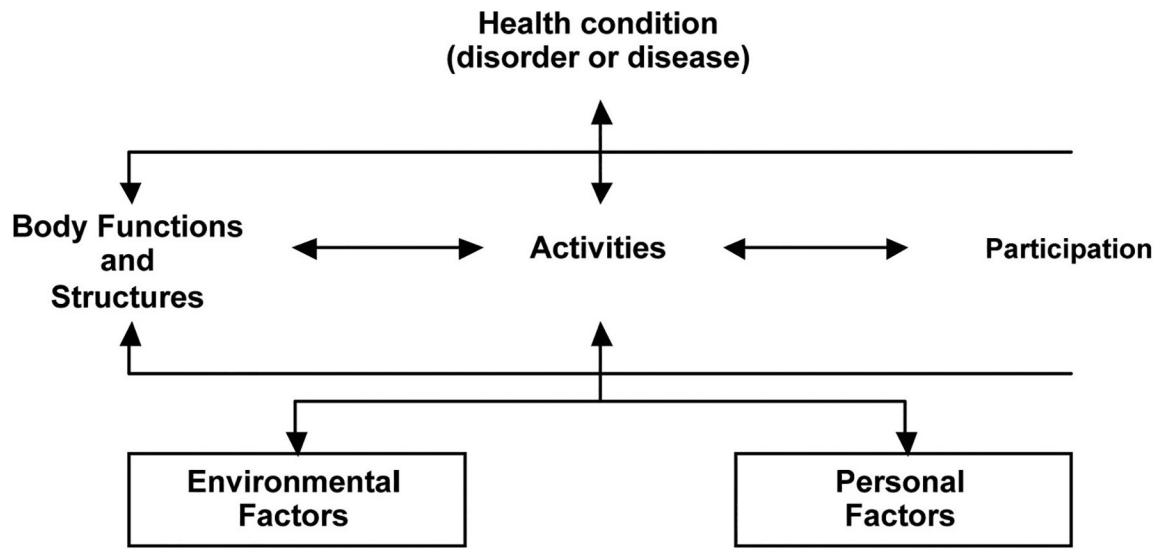 Health condition
(disorder or disease)
Body Functions
and
Structures
Activities
Participation
Environmental
Factors
Personal
Factors